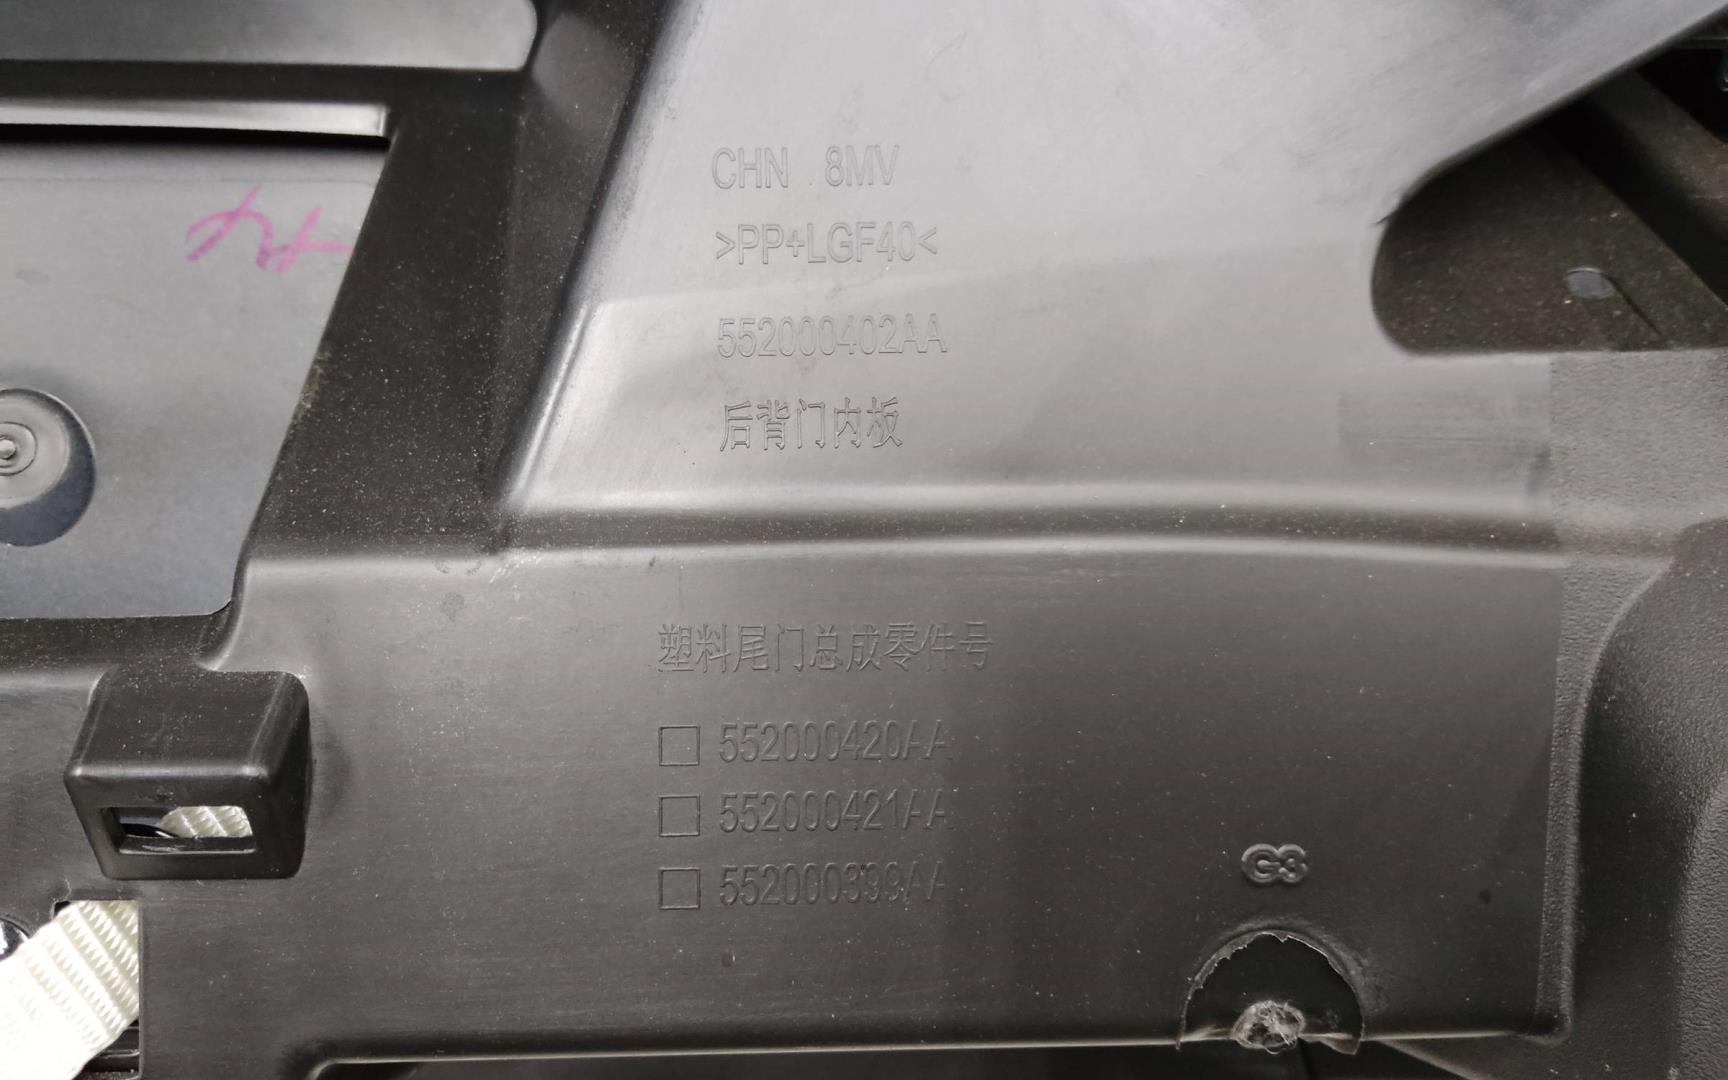 CHN 8MV
>PP+LGF40<
552000402AA
后背门内板
塑料尾门总成零件号
□ 552000420AA
□ 552000421AA
□ 552000399AA
G3